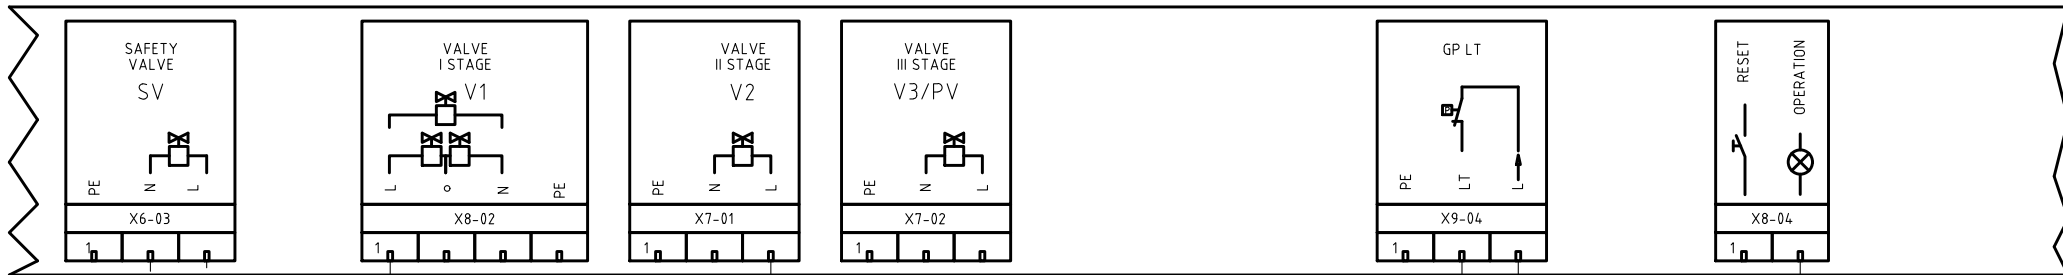 SAFETY
VALVE
SV
PE
N
L
X6-03
1
VALVE
I STAGE
V1
L
N
PE
X8-02
1
VALVE
II STAGE
V2
PE
N
L
X7-01
1
VALVE
III STAGE
V3/PV
PE
N
L
X7-02
1
GP LT
P
PE
LT
L
X9-04
1
RESET
OPERATION
X8-04
1